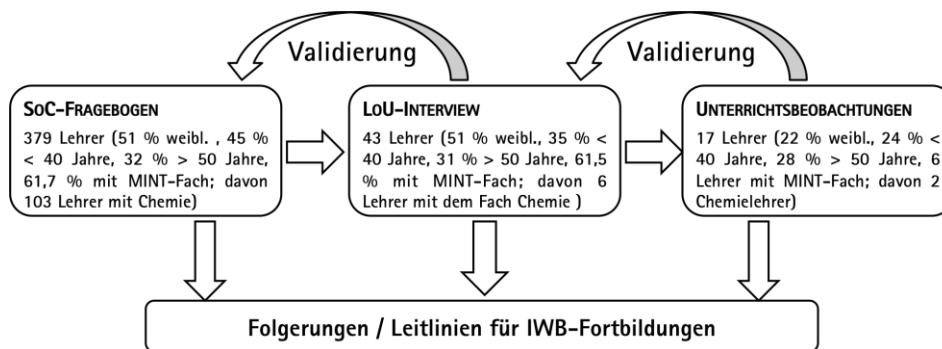 Validierung
Validierung
SOC-FRAGEBOGEN
379 Lehrer (51 % weibl. , 45 %
< 40 Jahre, 32 % > 50 Jahre,
61,7 % mit MINT-Fach; davon
103 Lehrer mit Chemie)
LOU-INTERVIEW
43 Lehrer (51 % weibl., 35 % <
40 Jahre, 31 % > 50 Jahre, 61,5
% mit MINT-Fach; davon 6
Lehrer mit dem Fach Chemie )
UNTERRICHTSBEOBACHTUNGEN
17 Lehrer (22 % weibl., 24 % <
40 Jahre, 28 % > 50 Jahre, 6
Lehrer mit MINT-Fach; davon 2
Chemielehrer)
Folgerungen / Leitlinien für IWB-Fortbildungen